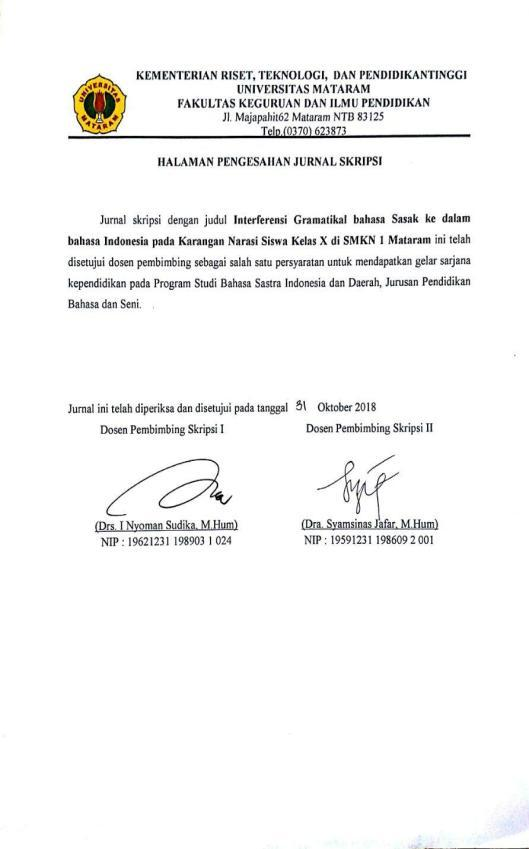 UNIVERSITAS
MATARAM
KEMENTERIAN RISET, TEKNOLOGI, DAN PENDIDIKANTINGGI
UNIVERSITAS MATARAM
FAKULTAS KEGURUAN DAN ILMU PENDIDIKAN
Jl. Majapahit62 Mataram NTB 83125
Telp.(0370) 623873
HALAMAN PENGESAHAN JURNAL SKRIPSI
Jurnal skripsi dengan judul Interferensi Gramatikal bahasa Sasak ke dalam
bahasa Indonesia pada Karangan Narasi Siswa Kelas X di SMKN 1 Mataram ini telah
disetujui dosen pembimbing sebagai salah satu persyaratan untuk mendapatkan gelar sarjana
kependidikan pada Program Studi Bahasa Sastra Indonesia dan Daerah, Jurusan Pendidikan
Bahasa dan Seni.
Jurnal ini telah diperiksa dan disetujui pada tanggal 31 Oktober 2018
Dosen Pembimbing Skripsi I
Dosen Pembimbing Skripsi II
(Drs. I Nyoman Sudika, M.Hum)
(Dra. Syamsinas Jafar, M.Hum)
NIP : 19621231 198903 1 024
NIP : 19591231 198609 2 001